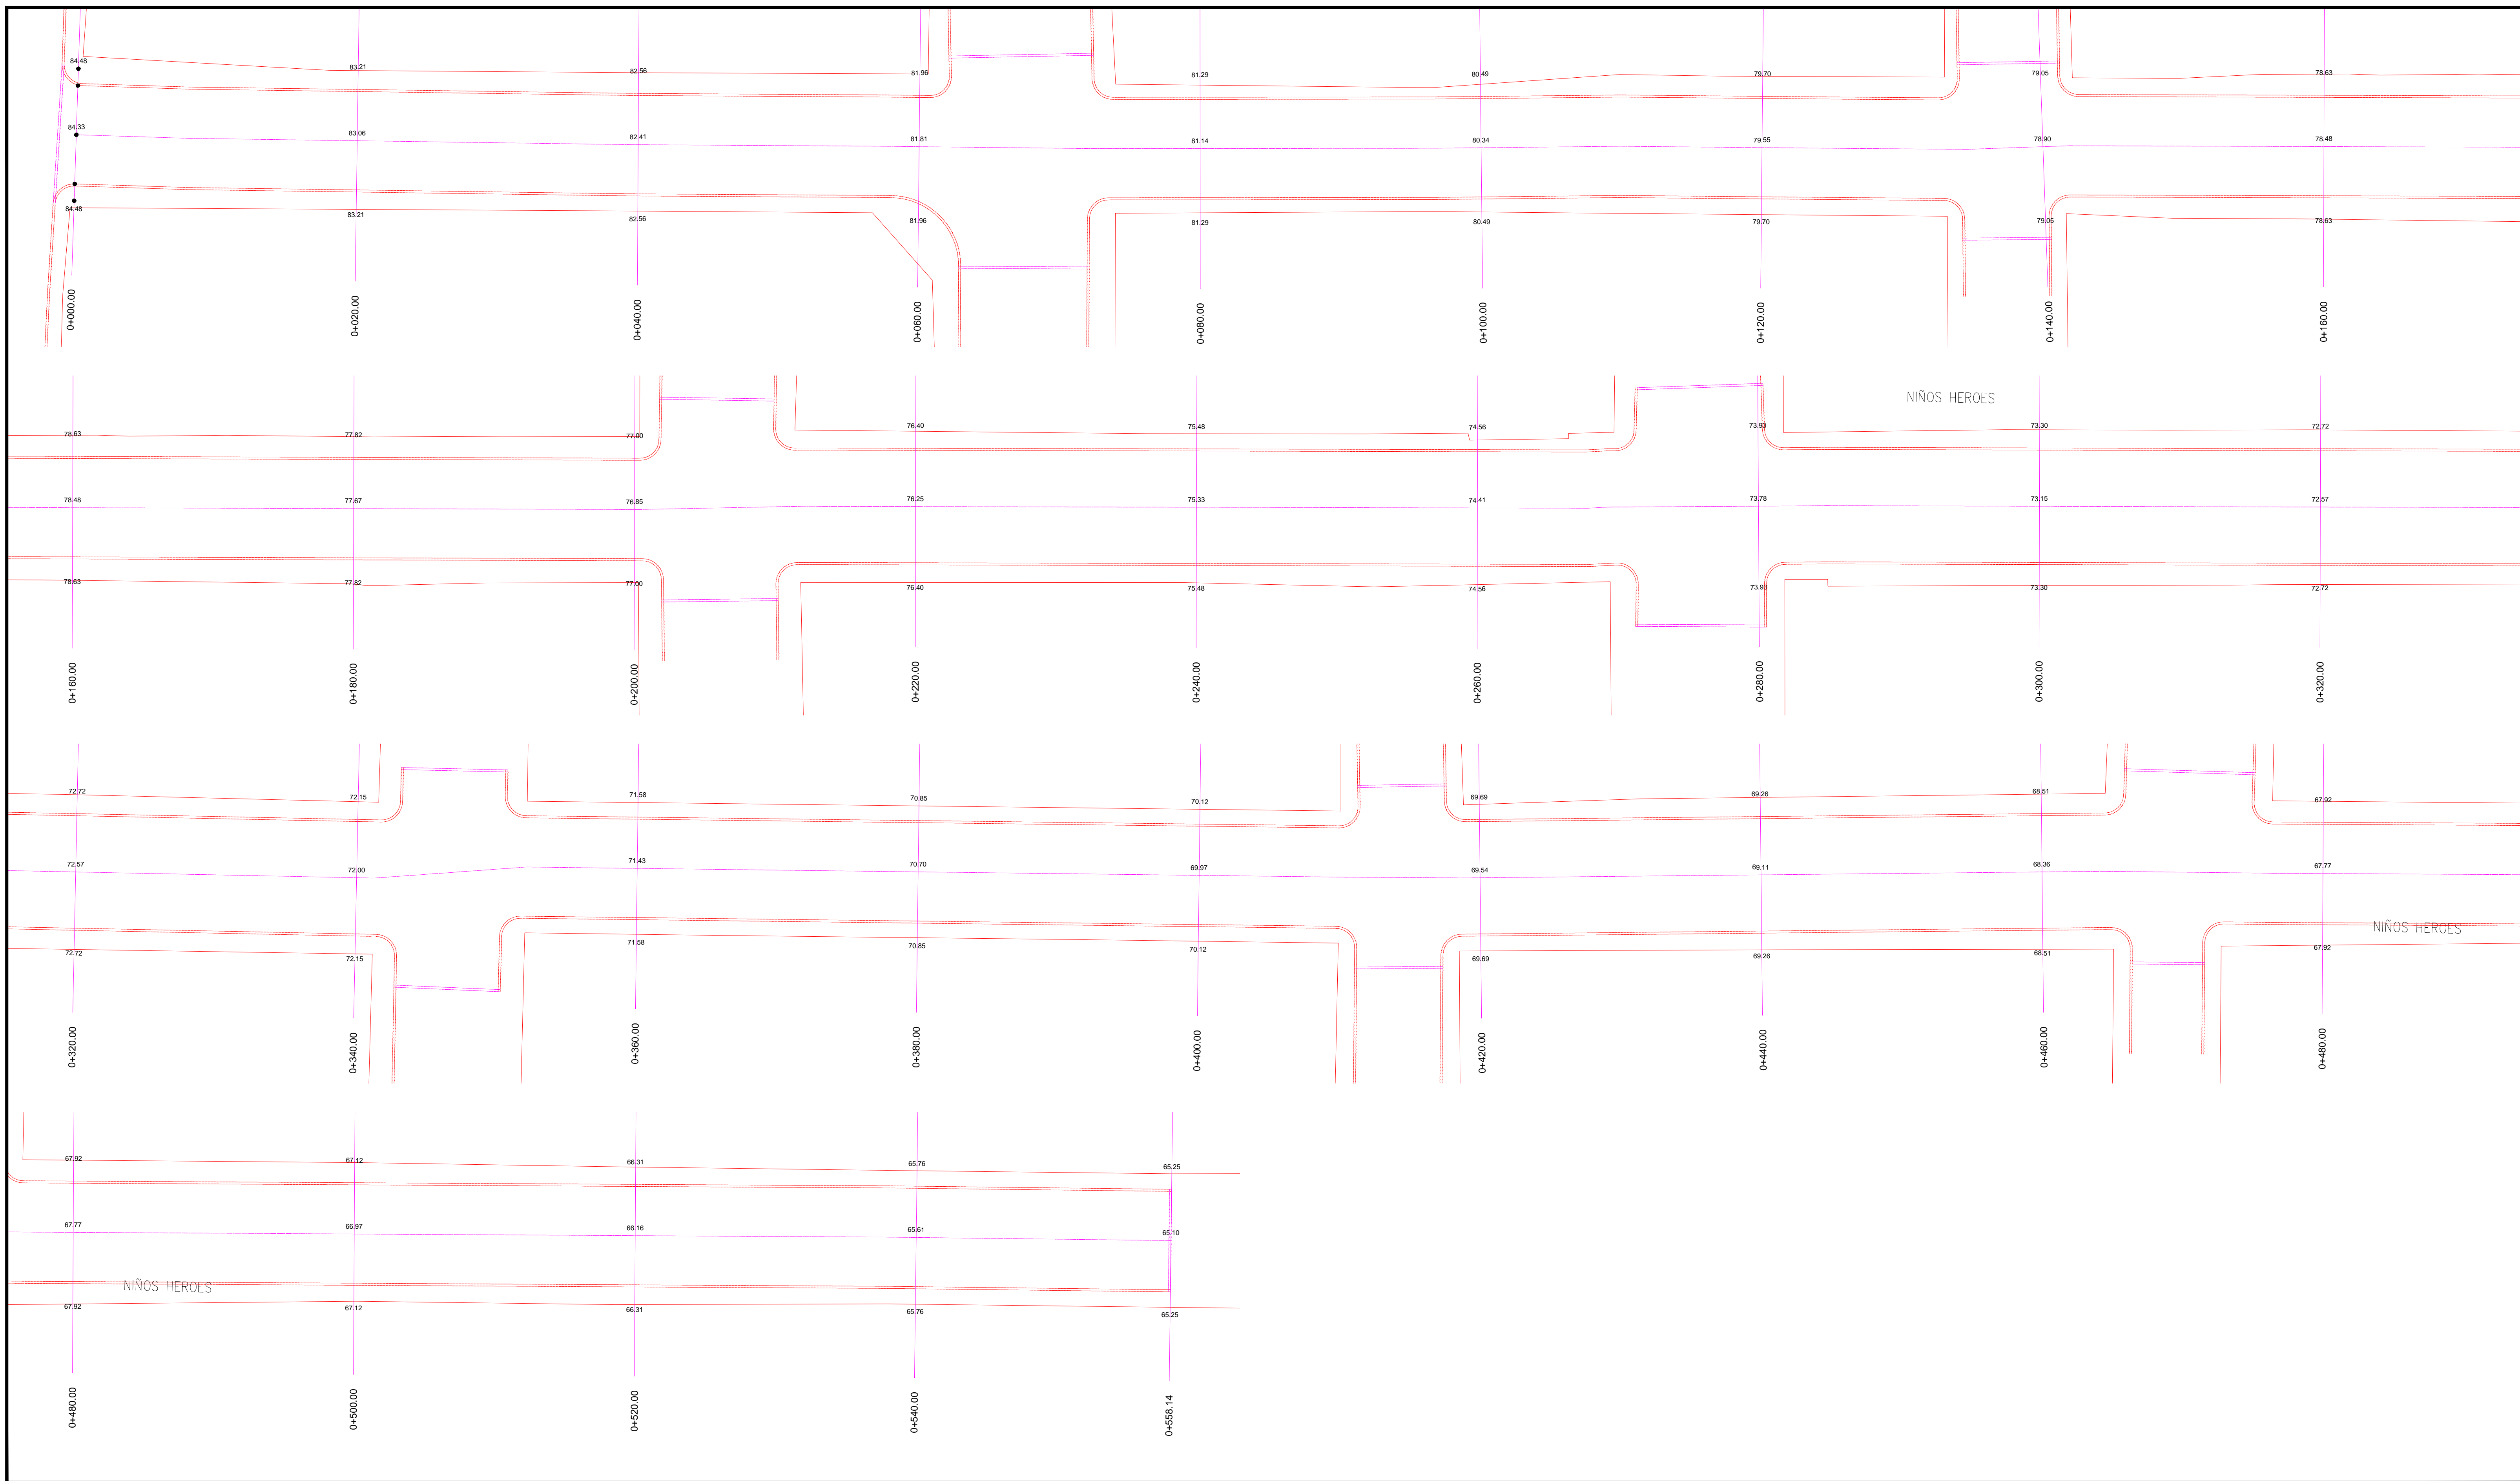 84.48 83.21 82.56 81.96 81.29 80.49 79.70 79.05 78.63
84.33 83.06 82.41 81.81 81.14 80.34 79.55 78.90 78.48
84.48 83.21 82.56 81.96 81.29 80.49 79.70 79.05 78.63
0+000.00 0+020.00 0+040.00 0+060.00 0+080.00 0+100.00 0+120.00 0+140.00 0+160.00
NIÑOS HEROES
78.63 77.82 77.00 76.40 75.48 74.56 73.93 73.30 72.72
78.48 77.67 76.85 76.25 75.33 74.41 73.78 73.15 72.57
78.63 77.82 77.00 76.40 75.48 74.56 73.93 73.30 72.72
0+160.00 0+180.00 0+200.00 0+220.00 0+240.00 0+260.00 0+280.00 0+300.00 0+320.00
72.72 72.15 71.58 70.85 70.12 69.69 69.26 68.51 67.92
72.57 72.00 71.43 70.70 69.97 69.54 69.11 68.36 67.77
NIÑOS HEROES
72.72 72.15 71.58 70.85 70.12 69.69 69.26 68.51 67.92
0+320.00 0+340.00 0+360.00 0+380.00 0+400.00 0+420.00 0+440.00 0+460.00 0+480.00
67.92 67.12 66.31 65.76 65.25
67.77 66.97 66.16 65.61 65.10
NIÑOS HEROES
67.92 67.12 66.31 65.76 65.25
0+480.00 0+500.00 0+520.00 0+540.00 0+558.14